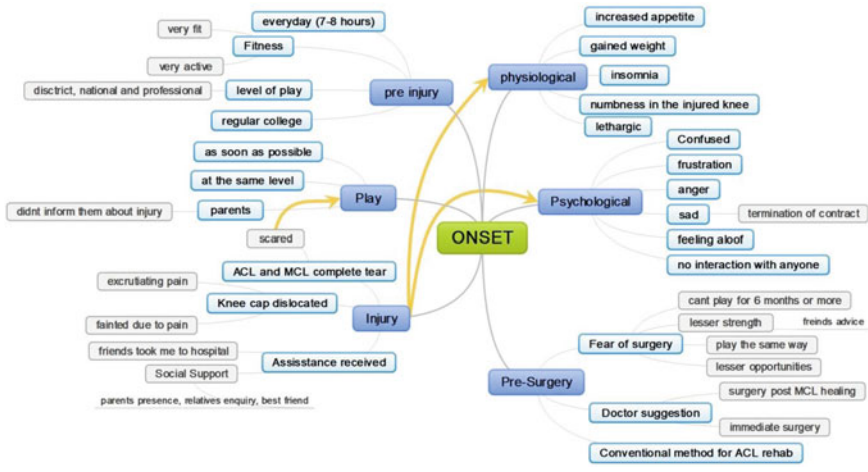 everyday (7-8 hours)
very fit
Fitness
very active
disctrict, national and professional
level of play
regular college
pre injury
as soon as possible
at the same level
didnt inform them about injury
parents
Play
scared
ACL and MCL complete tear
excrutiating pain
Knee cap dislocated
fainted due to pain
Injury
friends took me to hospital
Assisstance received
Social Support
parents presence, relatives enquiry, best friend
ONSET
increased appetite
gained weight
physiological
insomnia
numbness in the injured knee
lethargic
Confused
frustration
anger
Psychological
sad
termination of contract
feeling aloof
no interaction with anyone
cant play for 6 months or more
lesser strength
freinds advice
Fear of surgery
play the same way
lesser opportunities
Pre-Surgery
surgery post MCL healing
Doctor suggestion
immediate surgery
Conventional method for ACL rehab